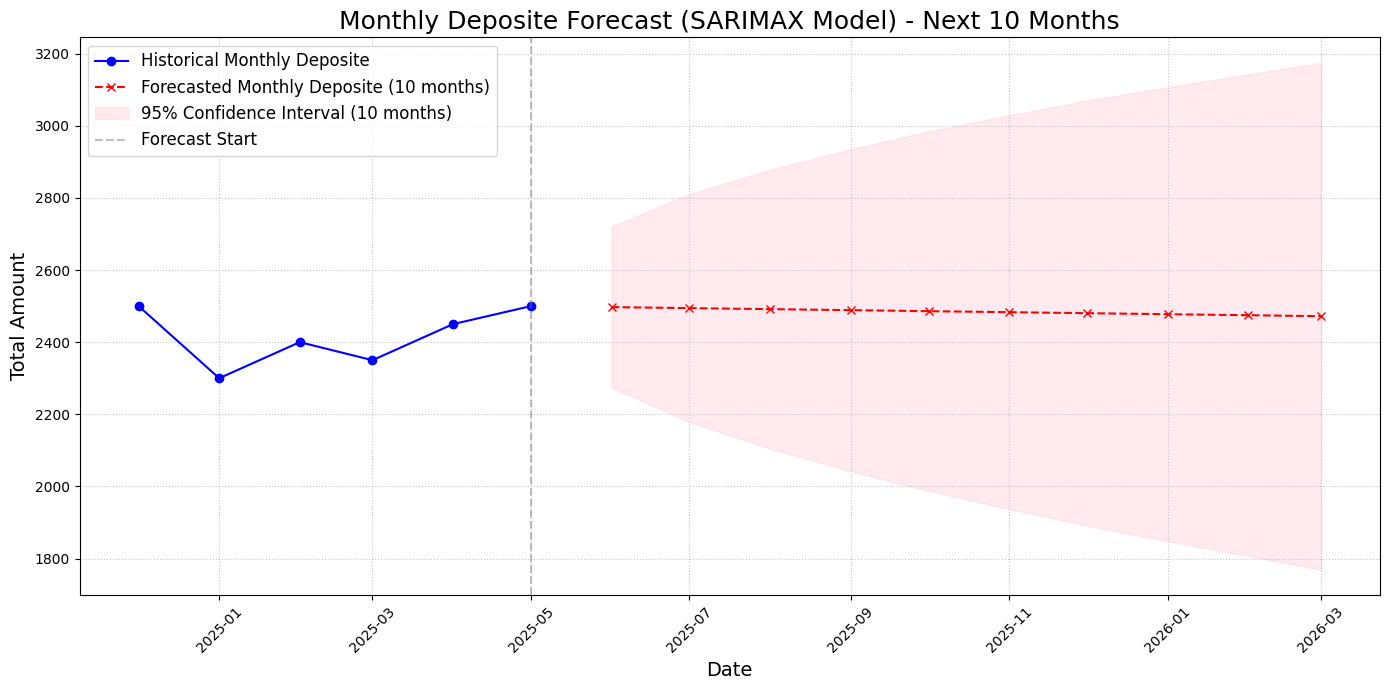 Monthly Deposite Forecast (SARIMAX Model) - Next 10 Months
Historical Monthly Deposite
Forecasted Monthly Deposite (10 months)
95% Confidence Interval (10 months)
Forecast Start
Total Amount
3200
3000
2800
2600
2400
2200
2000
1800
2025-01
2025-03
2025-05
2025-07
2025-09
2025-11
2026-01
2026-03
Date